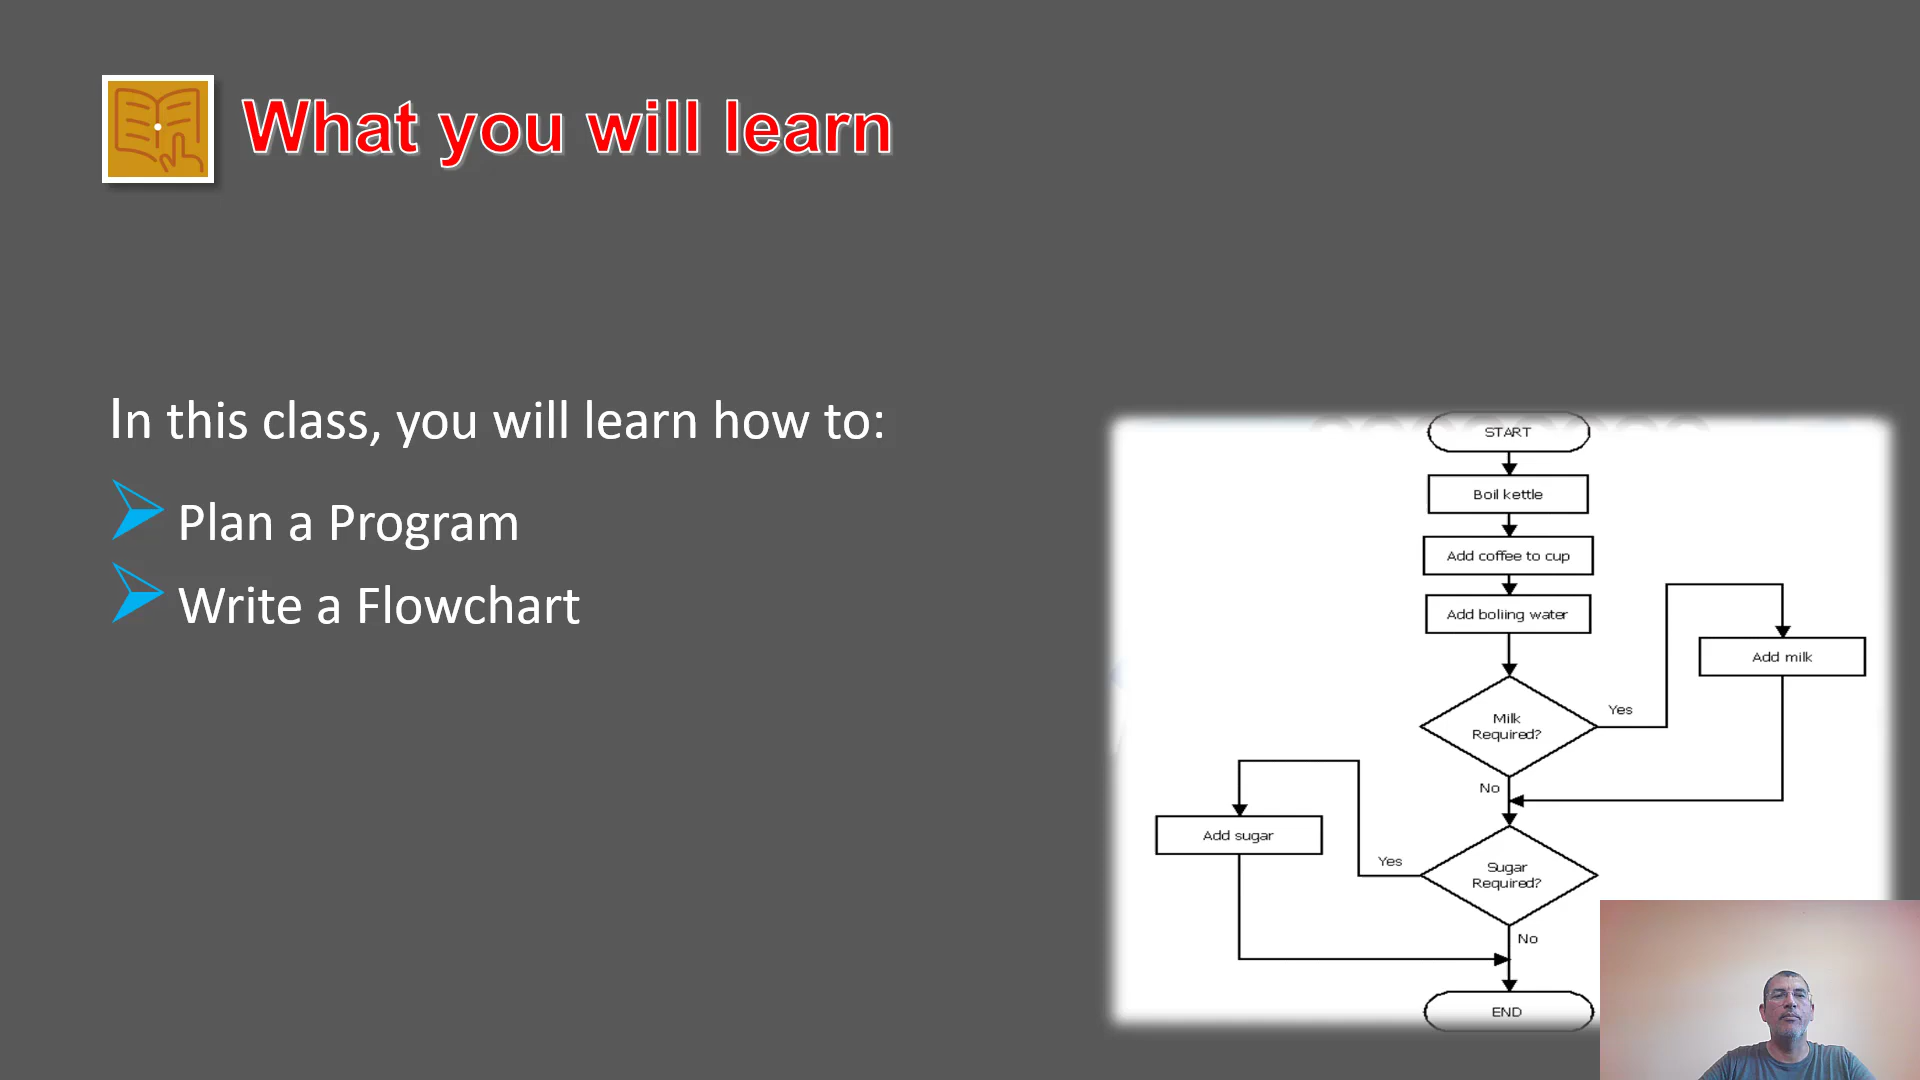 What you will learn
In this class, you will learn how to:
Plan a Program
Write a Flowchart
START
Boil kettle
Add coffee to cup
Add boliing water
Add milk
Yes
Milk
Required?
No
Add sugar
Yes
Sugar
Required?
No
END